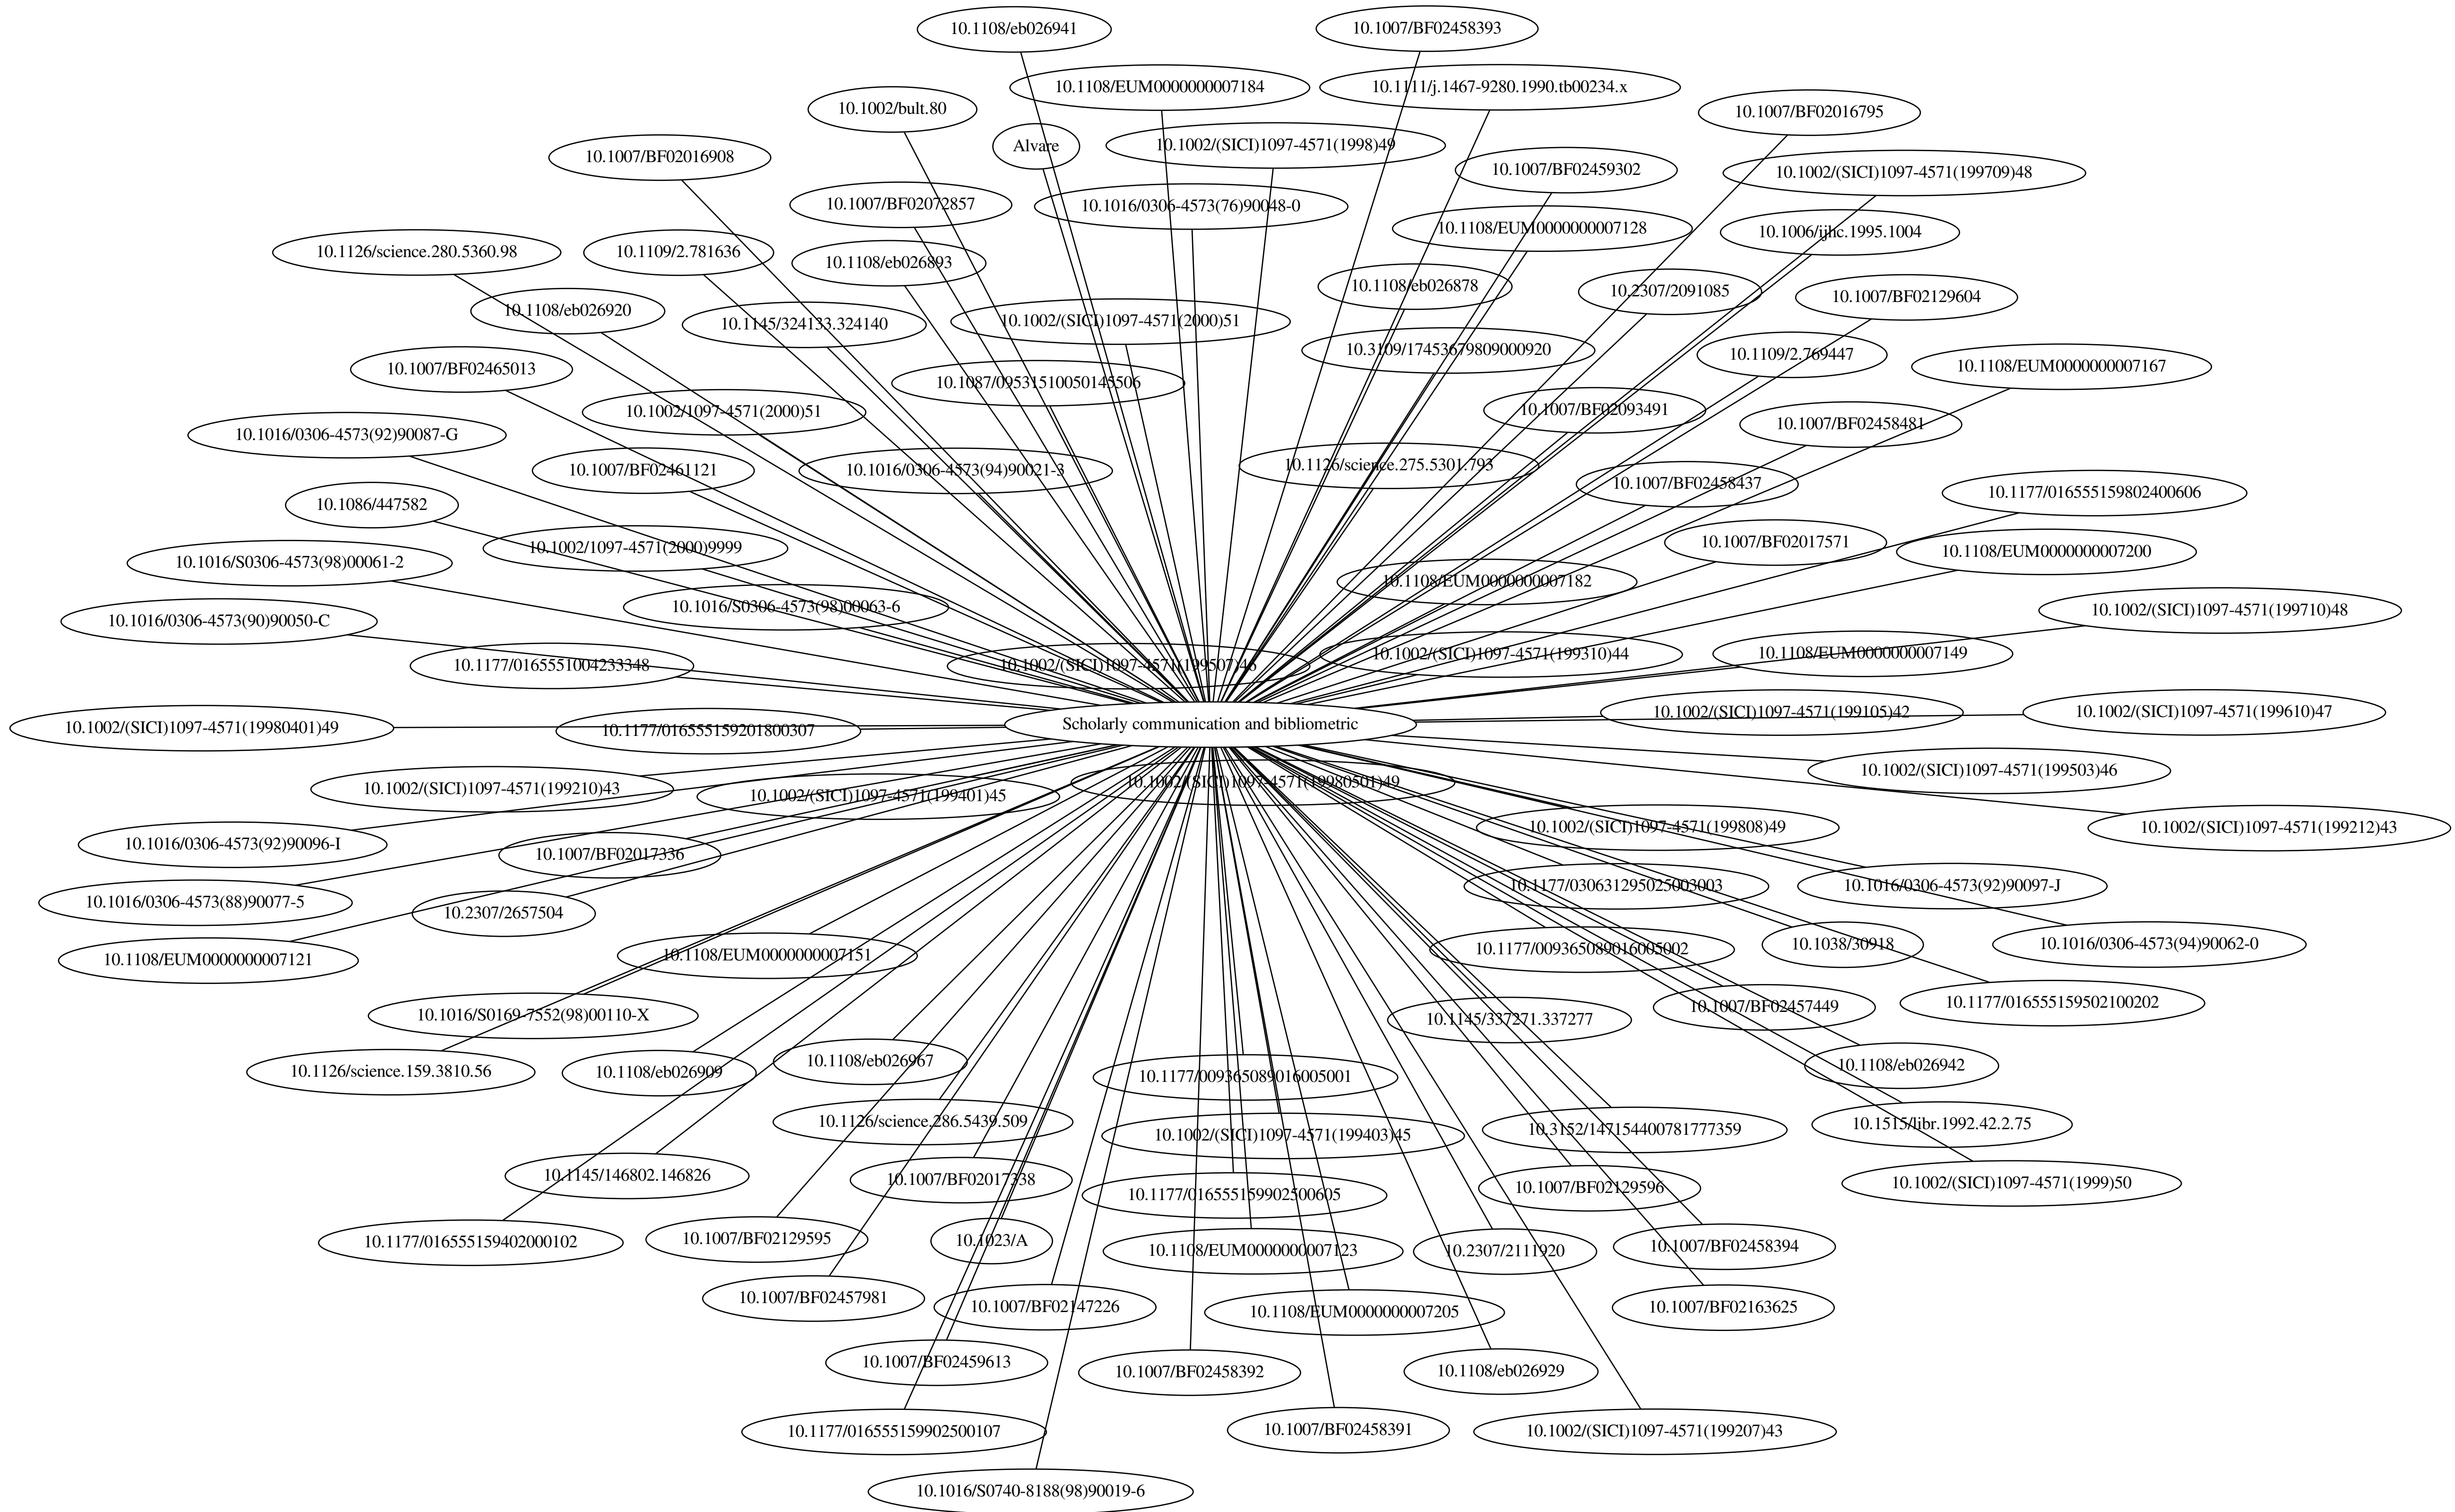 10.1108/eb026941
10.1007/BF02458393
10.1108/EUM0000000007184
10.1111/j.1467-9280.1990.tb00234.x
10.1002/bult.80
10.1007/BF02016795
Alvare
10.1002/(SICI)1097-4571(1998)49
10.1007/BF02016908
10.1007/BF02459302
10.1002/(SICI)1097-4571(199709)48
10.1007/BF02072857
10.1016/0306-4573(76)90048-0
10.1108/EUM0000000007128
10.1006/ijhc.1995.1004
10.1126/science.280.5360.98
10.1109/2.781636
10.1108/eb026893
10.1108/eb026878
10.2307/2091085
10.1007/BF02129604
10.1108/eb026920
10.1145/324133.324140
10.1002/(SICI)1097-4571(2000)51
10.3109/17453679809000920
10.1109/2.769447
10.1007/BF02465013
10.1108/EUM0000000007167
10.1087/09531510050145506
10.1002/1097-4571(2000)51
10.1007/BF02093491
10.1007/BF02458481
10.1016/0306-4573(92)90087-G
10.1007/BF02461121
10.1016/0306-4573(94)90021-3
10.1126/science.275.5301.793
10.1007/BF02458437
10.1177/016555159802400606
10.1086/447582
10.1002/1097-4571(2000)9999
10.1007/BF02017571
10.1108/EUM0000000007200
10.1016/S0306-4573(98)00061-2
10.1108/EUM0000000007182
10.1016/S0306-4573(98)00063-6
10.1002/(SICI)1097-4571(199710)48
10.1016/0306-4573(90)90050-C
10.1177/0165551004233348
10.1002/(SICI)1097-4571(199507)46
10.1002/(SICI)1097-4571(199310)44
10.1108/EUM0000000007149
10.1002/(SICI)1097-4571(19980401)49
10.1177/016555159201800307
Scholarly communication and bibliometric
10.1002/(SICI)1097-4571(199105)42
10.1002/(SICI)1097-4571(199610)47
10.1002/(SICI)1097-4571(199210)43
10.1002/(SICI)1097-4571(199401)45
10.1002/(SICI)1097-4571(19980501)49
10.1002/(SICI)1097-4571(199503)46
10.1016/0306-4573(92)90096-I
10.1007/BF02017336
10.1002/(SICI)1097-4571(199808)49
10.1002/(SICI)1097-4571(199212)43
10.1016/0306-4573(88)90077-5
10.2307/2657504
10.1177/030631295025003003
10.1016/0306-4573(92)90097-J
10.1108/EUM0000000007121
10.1108/EUM0000000007151
10.1177/009365089016005002
10.1038/30918
10.1016/0306-4573(94)90062-0
10.1016/S0169-7552(98)00110-X
10.1145/337271.337277
10.1007/BF02457449
10.1177/016555159502100202
10.1126/science.159.3810.56
10.1108/eb026909
10.1108/eb026967
10.1177/009365089016005001
10.1108/eb026942
10.1126/science.286.5439.509
10.1002/(SICI)1097-4571(199403)45
10.3152/147154400781777359
10.1515/libr.1992.42.2.75
10.1145/146802.146826
10.1007/BF02017338
10.1177/016555159902500605
10.1007/BF02129596
10.1002/(SICI)1097-4571(1999)50
10.1177/016555159402000102
10.1007/BF02129595
10.1023/A
10.1108/EUM0000000007123
10.2307/2111920
10.1007/BF02458394
10.1007/BF02457981
10.1007/BF02147226
10.1108/EUM0000000007205
10.1007/BF02163625
10.1007/BF02459613
10.1007/BF02458392
10.1108/eb026929
10.1177/016555159902500107
10.1007/BF02458391
10.1002/(SICI)1097-4571(199207)43
10.1016/S0740-8188(98)90019-6